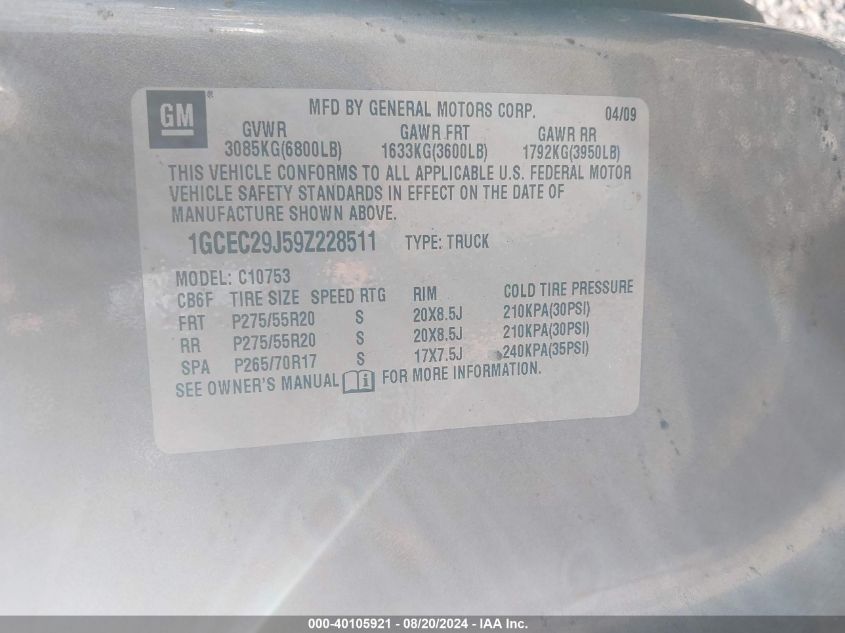 GM ® MFD BY GENERAL MOTORS CORP. 04/09
GVWR GAWR FRT GAWR RR
3085KG(6800LB) 1633KG(3600LB) 1792KG(3950LB)
THIS VEHICLE CONFORMS TO ALL APPLICABLE U.S. FEDERAL MOTOR
VEHICLE SAFETY STANDARDS IN EFFECT ON THE DATE OF
MANUFACTURE SHOWN ABOVE.
1GCEC29J59Z228511 TYPE: TRUCK
MODEL: C10753
CB6F TIRE SIZE SPEED RTG RIM COLD TIRE PRESSURE
FRT P275/55R20 S 20X8.5J 210KPA(30PSI)
RR P275/55R20 S 20X8.5J 210KPA(30PSI)
SPA P265/70R17 S 17X7.5J 240KPA(35PSI)
SEE OWNER'S MANUAL i FOR MORE INFORMATION.
000-40105921 - 08/20/2024 - IAA Inc.